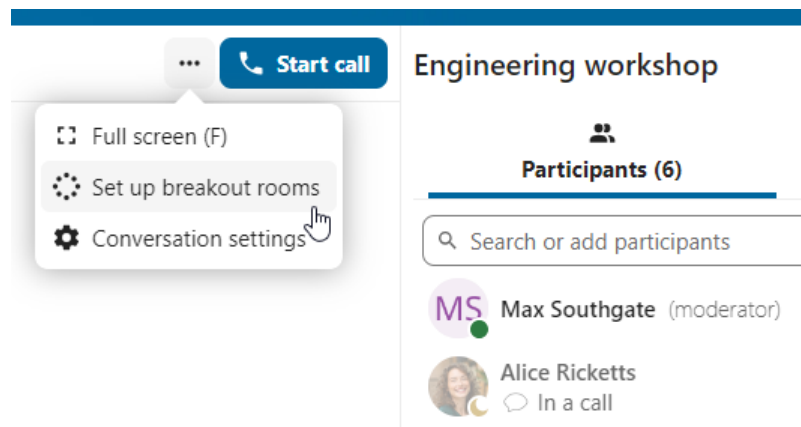 ... Start call
Engineering workshop
Full screen (F)
Set up breakout rooms
Conversation settings
Participants (6)
Search or add participants
MS Max Southgate (moderator)
Alice Ricketts
In a call